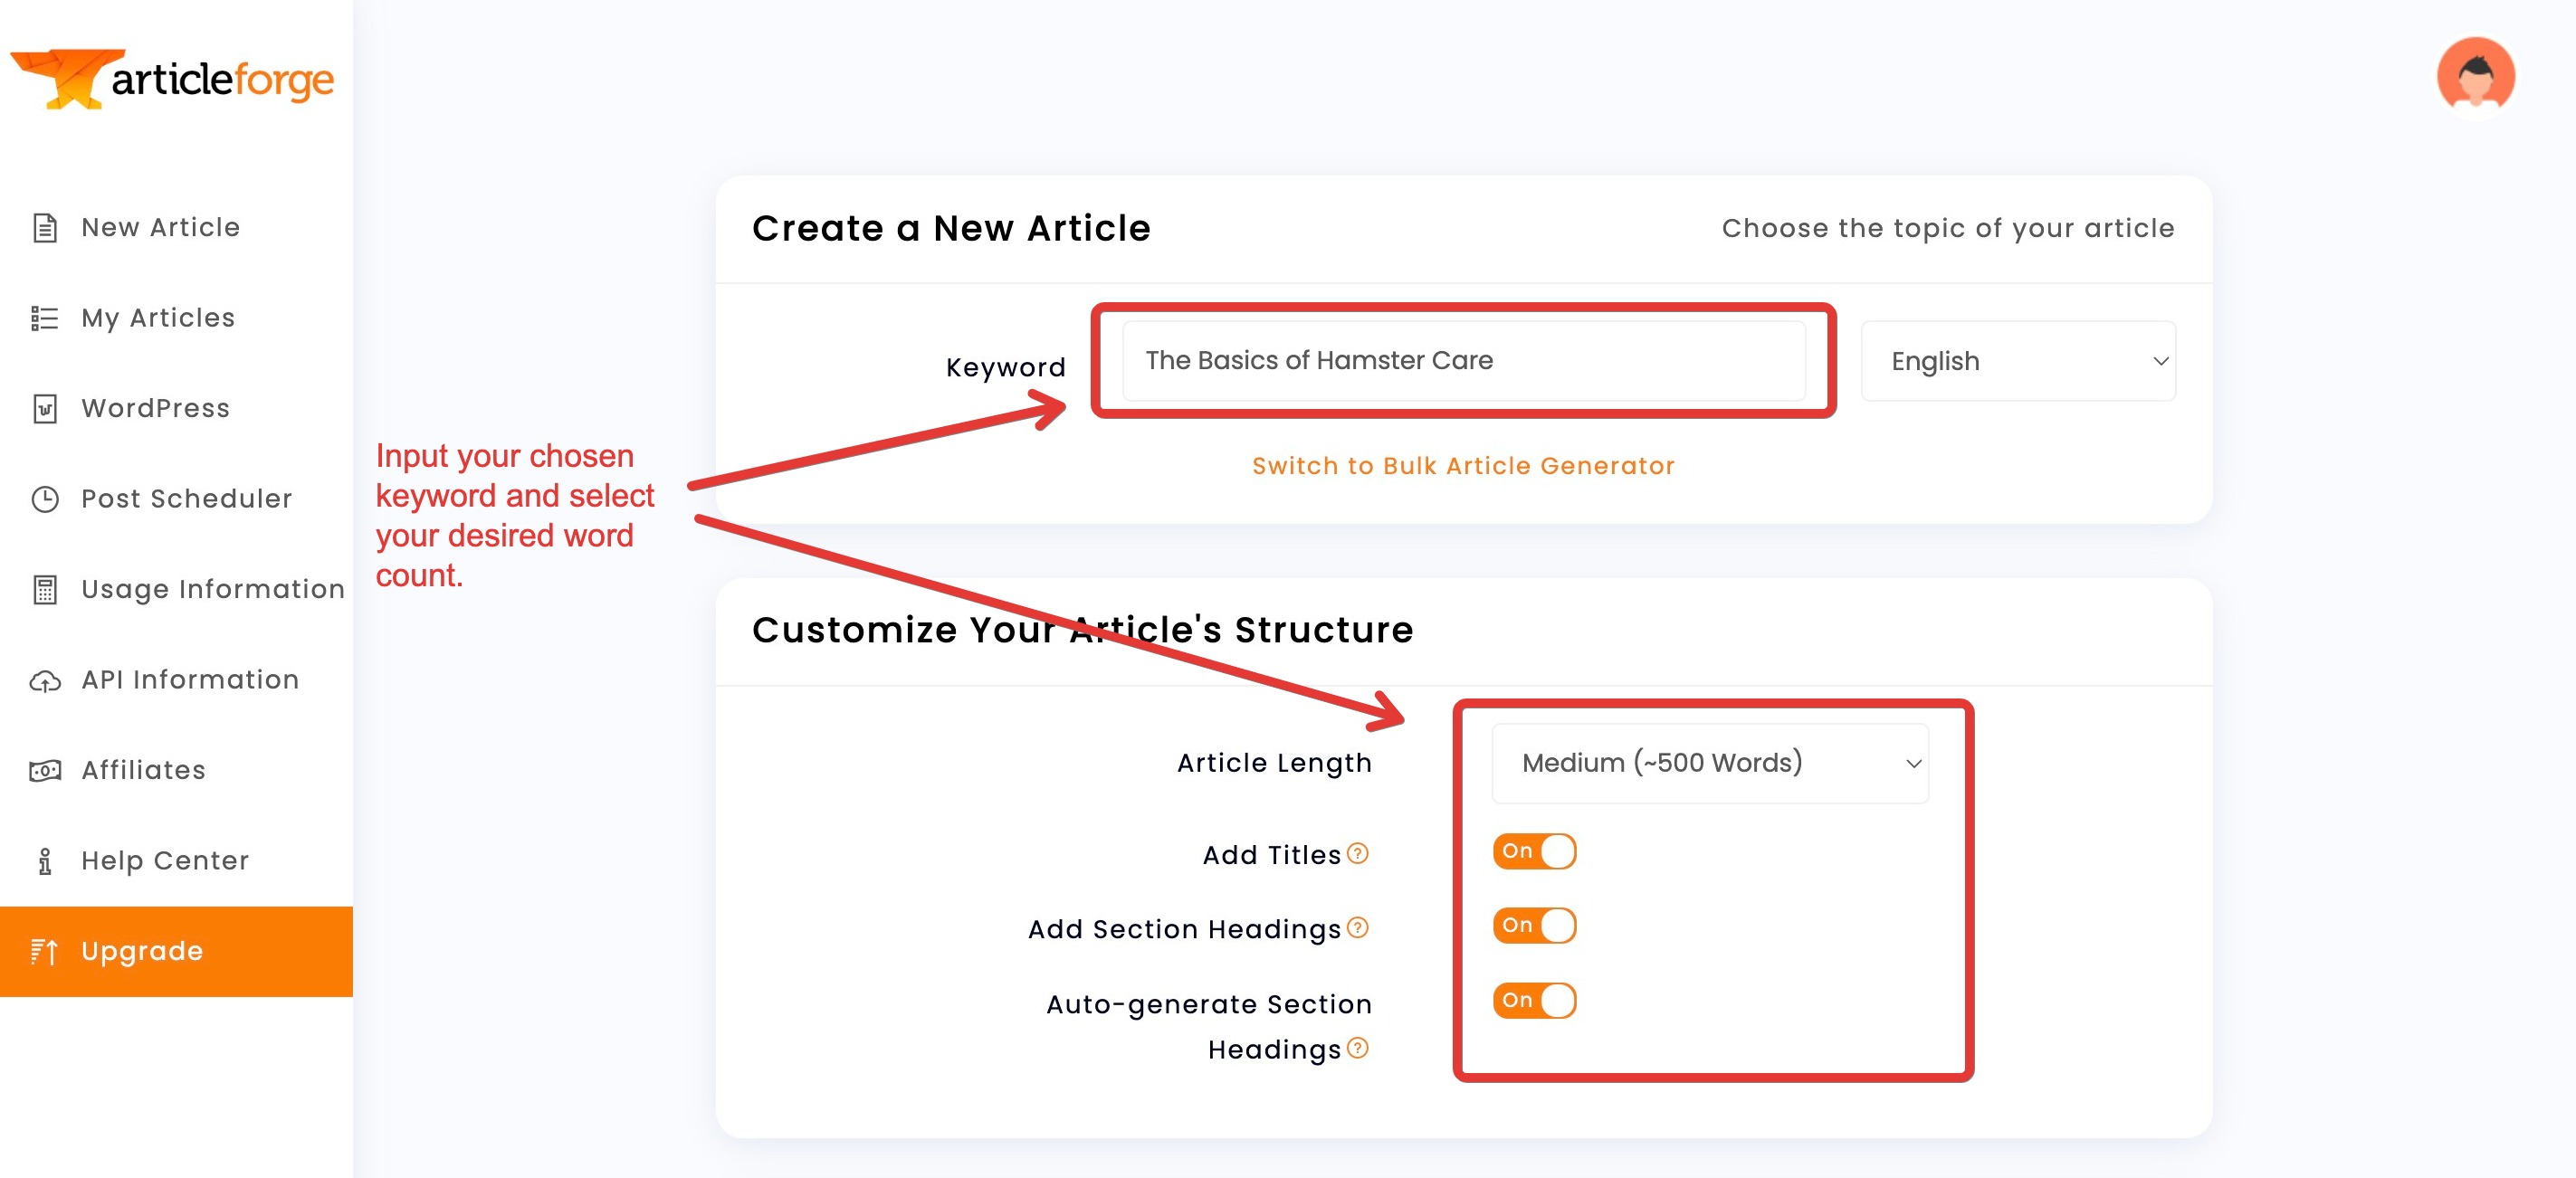 articleforge
New Article
My Articles
WordPress
Post Scheduler
Usage Information
API Information
Affiliates
Help Center
Upgrade
Input your chosen
keyword and select
your desired word
count.
Create a New Article
Choose the topic of your article
Keyword
The Basics of Hamster Care
English
Switch to Bulk Article Generator
Customize Your Article's Structure
Article Length
Medium (~500 Words)
Add Titles ?
On
Add Section Headings ?
On
Auto-generate Section
Headings ?
On